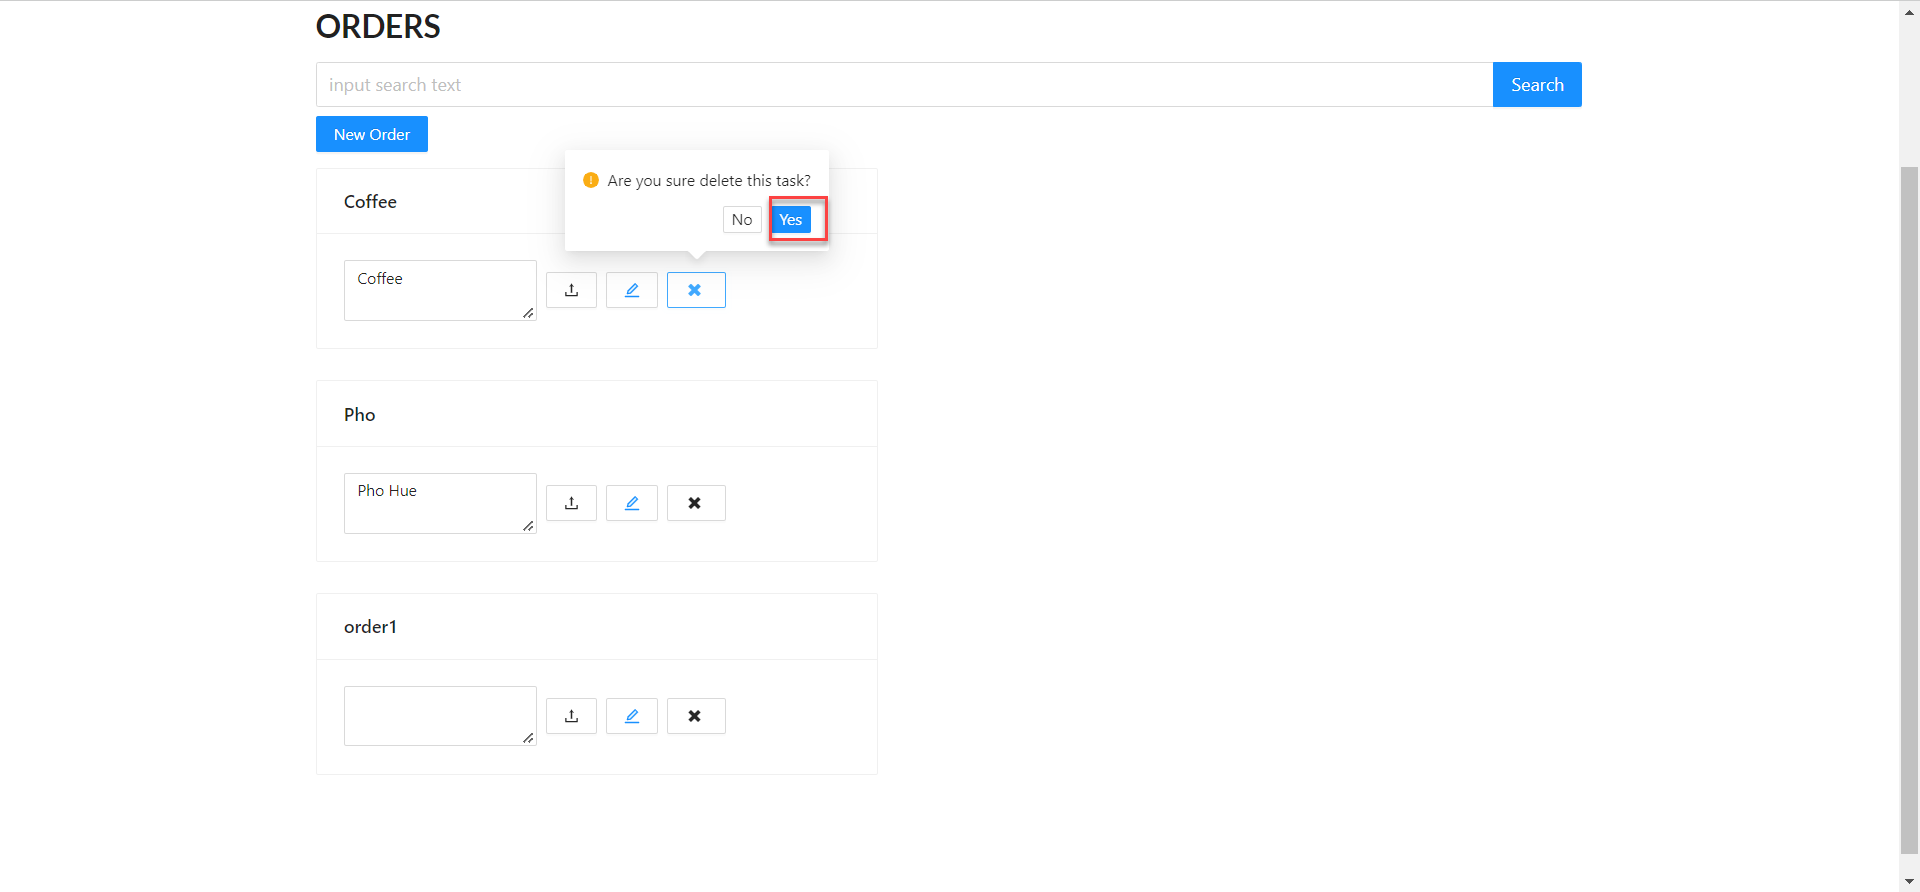 ORDERS
input search text
Search
New Order
Are you sure delete this task?
No
Yes
Coffee
Coffee
Pho
Pho Hue
order1